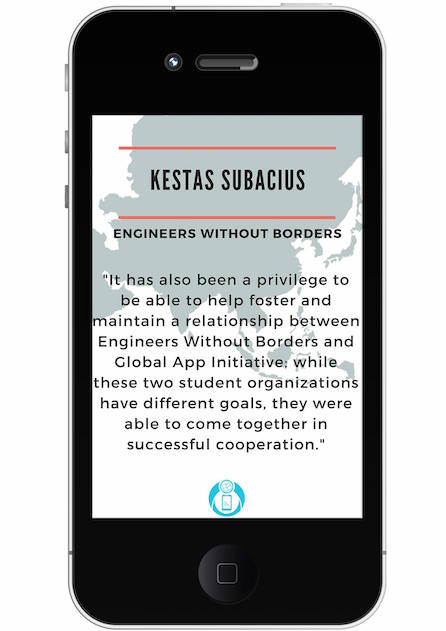 KESTAS SUBACIUS
ENGINEERS WITHOUT BORDERS
"It has also been a privilege to
be able to help foster and
maintain a relationship between
Engineers Without Borders and
Global App Initiative; while
these two student organizations
have different goals, they were
able to come together in
successful cooperation."